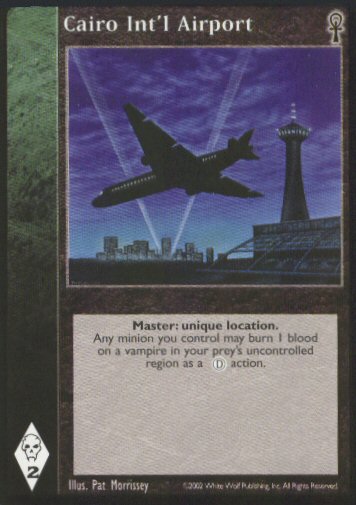 Cairo Int'l Airport
Master: unique location.
Any minion you control may burn 1 blood
on a vampire in your prey's uncontrolled
region as a Ⓓ action.
2
Illus. Pat Morrissey
©2002 White Wolf Publishing, Inc. All Rights Reserved.